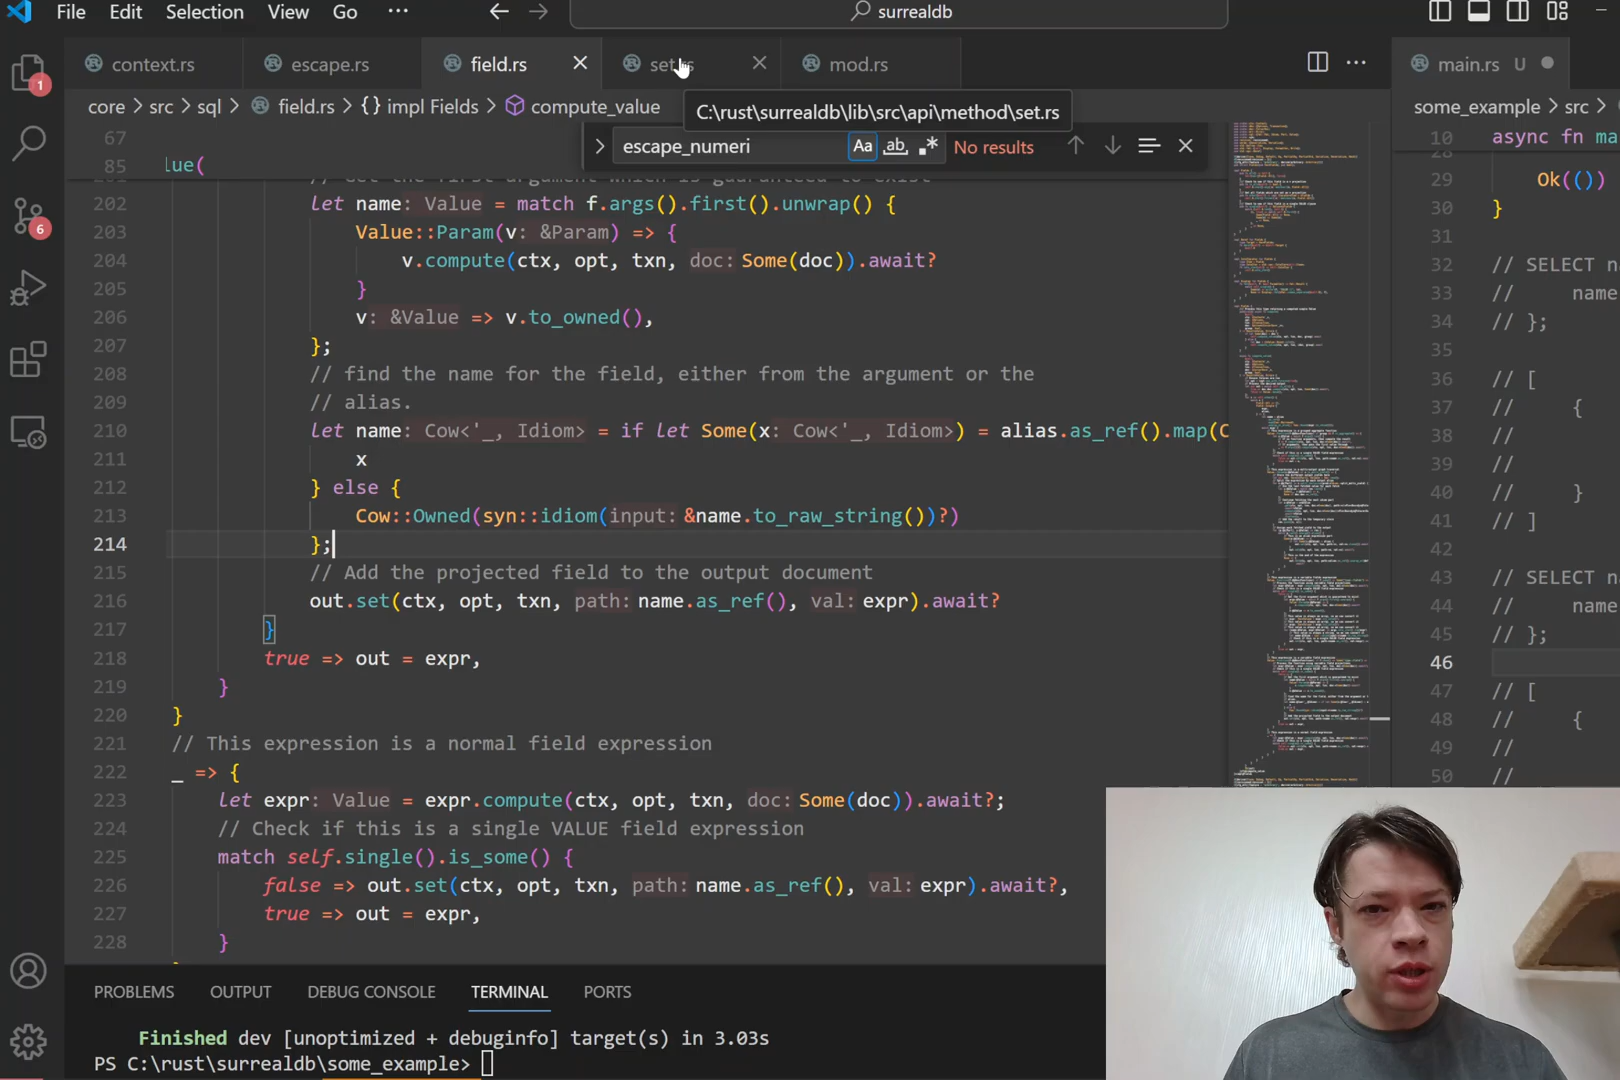 File Edit Selection View Go ··· surrealdb
context.rs escape.rs field.rs set.rs mod.rs main.rs U
core > src > sql > field.rs > {} impl Fields > compute_value
C:\rust\surrealdb\lib\src\api\method\set.rs
some_example > src
escape_numeri Aa ab No results
67
85 lue(
202 let name: Value = match f.args().first().unwrap() {
203 Value::Param(v: &Param) => {
204 v.compute(ctx, opt, txn, doc: Some(doc)).await?
205 }
206 v: &Value => v.to_owned(),
207 };
208 // find the name for the field, either from the argument or the
209 // alias.
210 let name: Cow<'_, Idiom> = if let Some(x: Cow<'_, Idiom>) = alias.as_ref().map(C
211 x
212 } else {
213 Cow::Owned(syn::idiom(input: &name.to_raw_string())?)
214 };
215 // Add the projected field to the output document
216 out.set(ctx, opt, txn, path: name.as_ref(), val: expr).await?
217 }
218 true => out = expr,
219 }
220 }
221 // This expression is a normal field expression
222 _ => {
223 let expr: Value = expr.compute(ctx, opt, txn, doc: Some(doc)).await?;
224 // Check if this is a single VALUE field expression
225 match self.single().is_some() {
226 false => out.set(ctx, opt, txn, path: name.as_ref(), val: expr).await?,
227 true => out = expr,
228 }
10 async fn ma
29 Ok(())
30 }
31
32 // SELECT n
33 // name
34 // };
35
36 // [
37 // {
38 //
39 //
40 // }
41 // ]
42
43 // SELECT n
44 // name
45 // };
46
47 // [
48 // {
49 //
50 //
1
6
PROBLEMS OUTPUT DEBUG CONSOLE TERMINAL PORTS
Finished dev [unoptimized + debuginfo] target(s) in 3.03s
PS C:\rust\surrealdb\some_example>